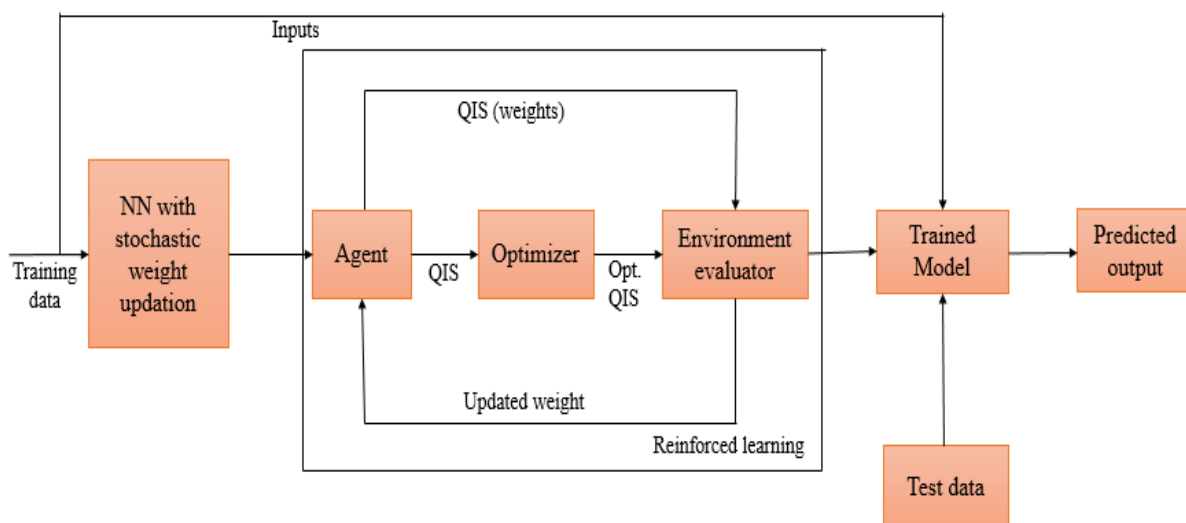 Inputs
QIS (weights)
NN with
stochastic
weight
updation
Training
data
Agent
QIS
Optimizer
Opt.
QIS
Environment
evaluator
Trained
Model
Predicted
output
Updated weight
Reinforced learning
Test data